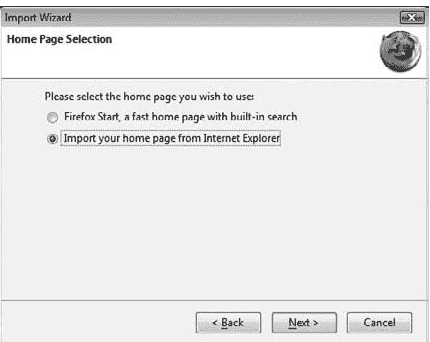 Import Wizard
Home Page Selection
Please select the home page you wish to use:
Firefox Start, a fast home page with built-in search
Import your home page from Internet Explorer
< Back
Next >
Cancel